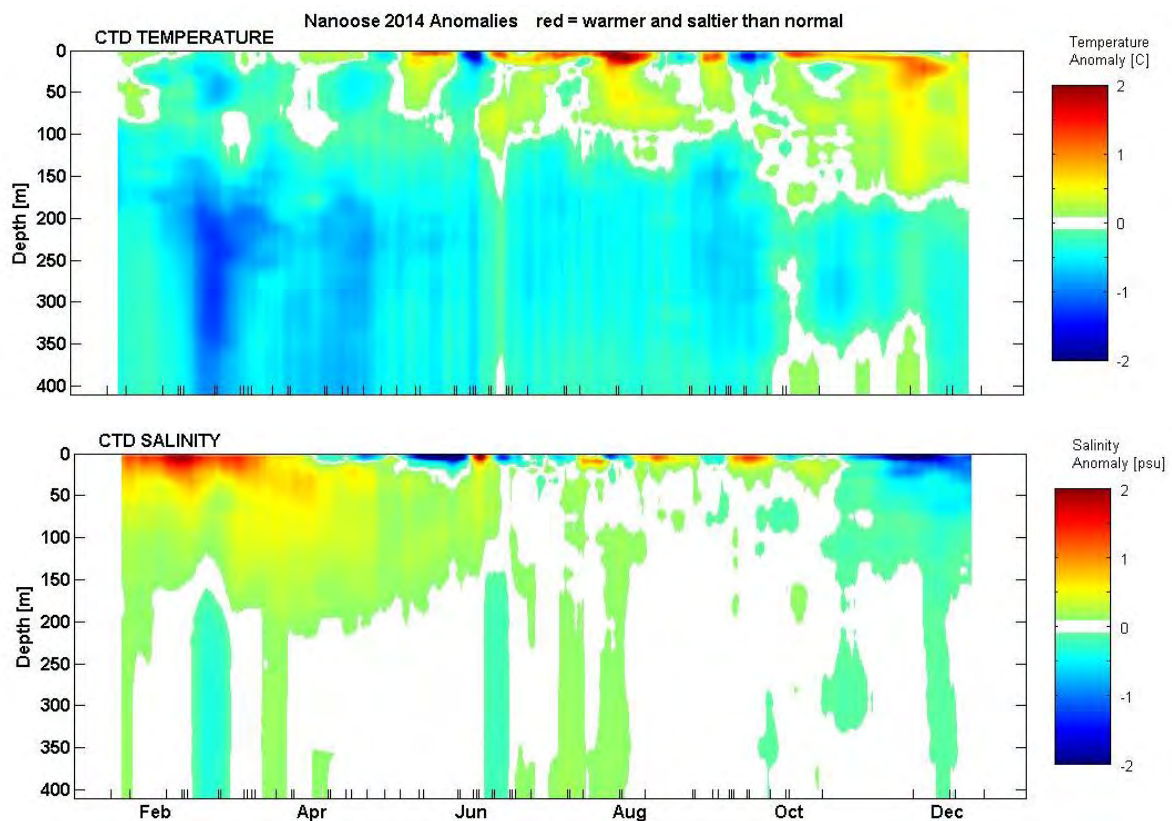 Nanoose 2014 Anomalies    red = warmer and saltier than normal
CTD TEMPERATURE
Temperature
Anomaly [C]
0
50
100
150
200
250
300
350
400
Depth [m]
2
1
0
-1
-2
CTD SALINITY
Salinity
Anomaly [psu]
0
50
100
150
200
250
300
350
400
Depth [m]
2
1
0
-1
-2
Feb Apr Jun Aug Oct Dec